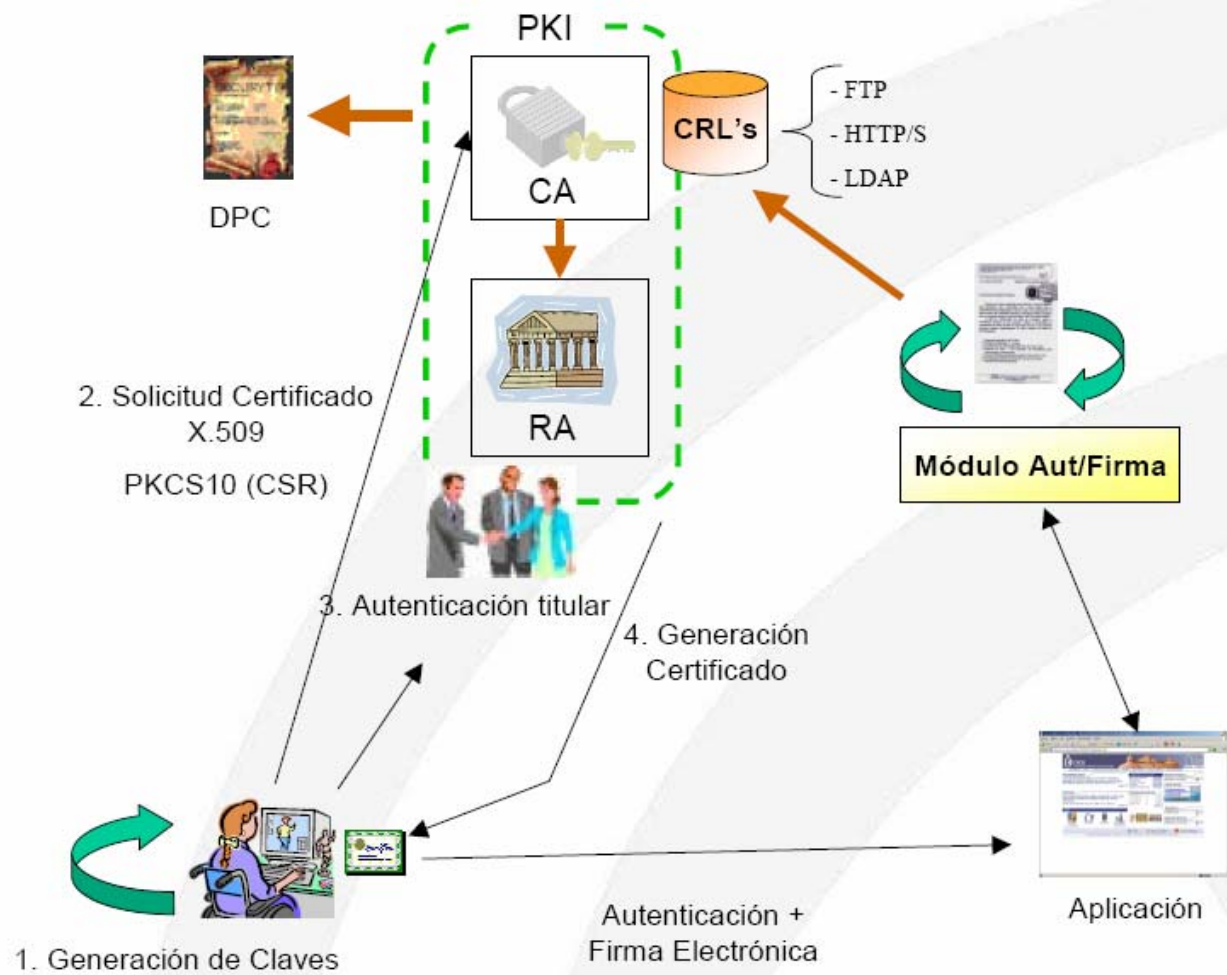 PKI
CRL's
- FTP
- HTTP/S
- LDAP
CA
DPC
RA
2. Solicitud Certificado
X.509
PKCS10 (CSR)
Módulo Aut/Firma
3. Autenticación titular
4. Generación
Certificado
Aplicación
Autenticación +
Firma Electrónica
1. Generación de Claves